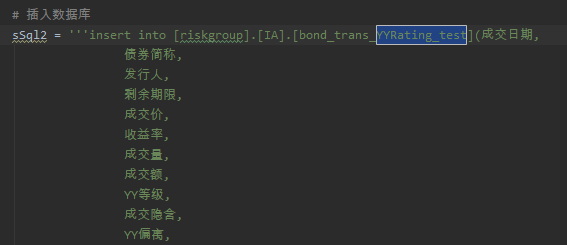 # 插入数据库
sSql2 = '''insert into [riskgroup].[IA].[bond_trans_YYRating_test](成交日期,
债券简称,
发行人,
剩余期限,
成交价,
收益率,
成交量,
成交额,
YY等级,
成交隐含,
YY偏离,